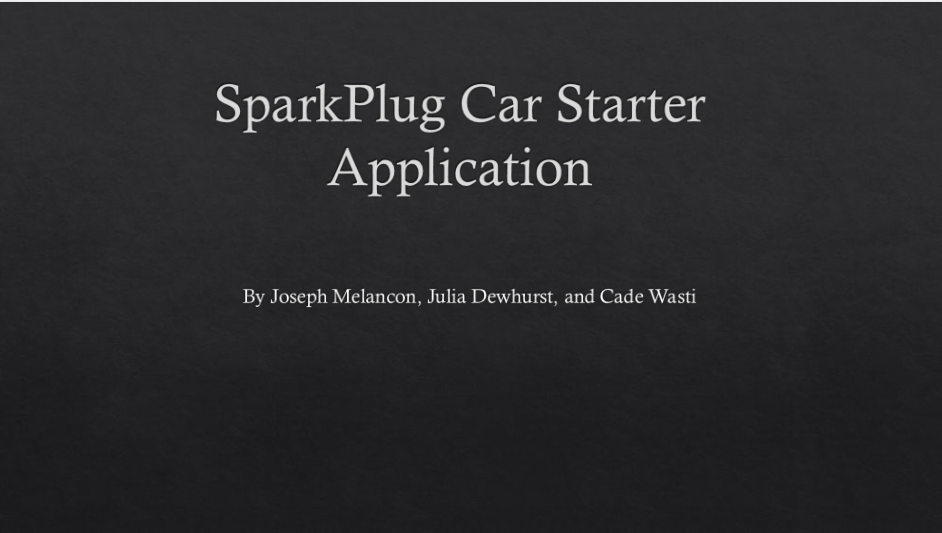 SparkPlug Car Starter
Application
By Joseph Melancon, Julia Dewhurst, and Cade Wasti